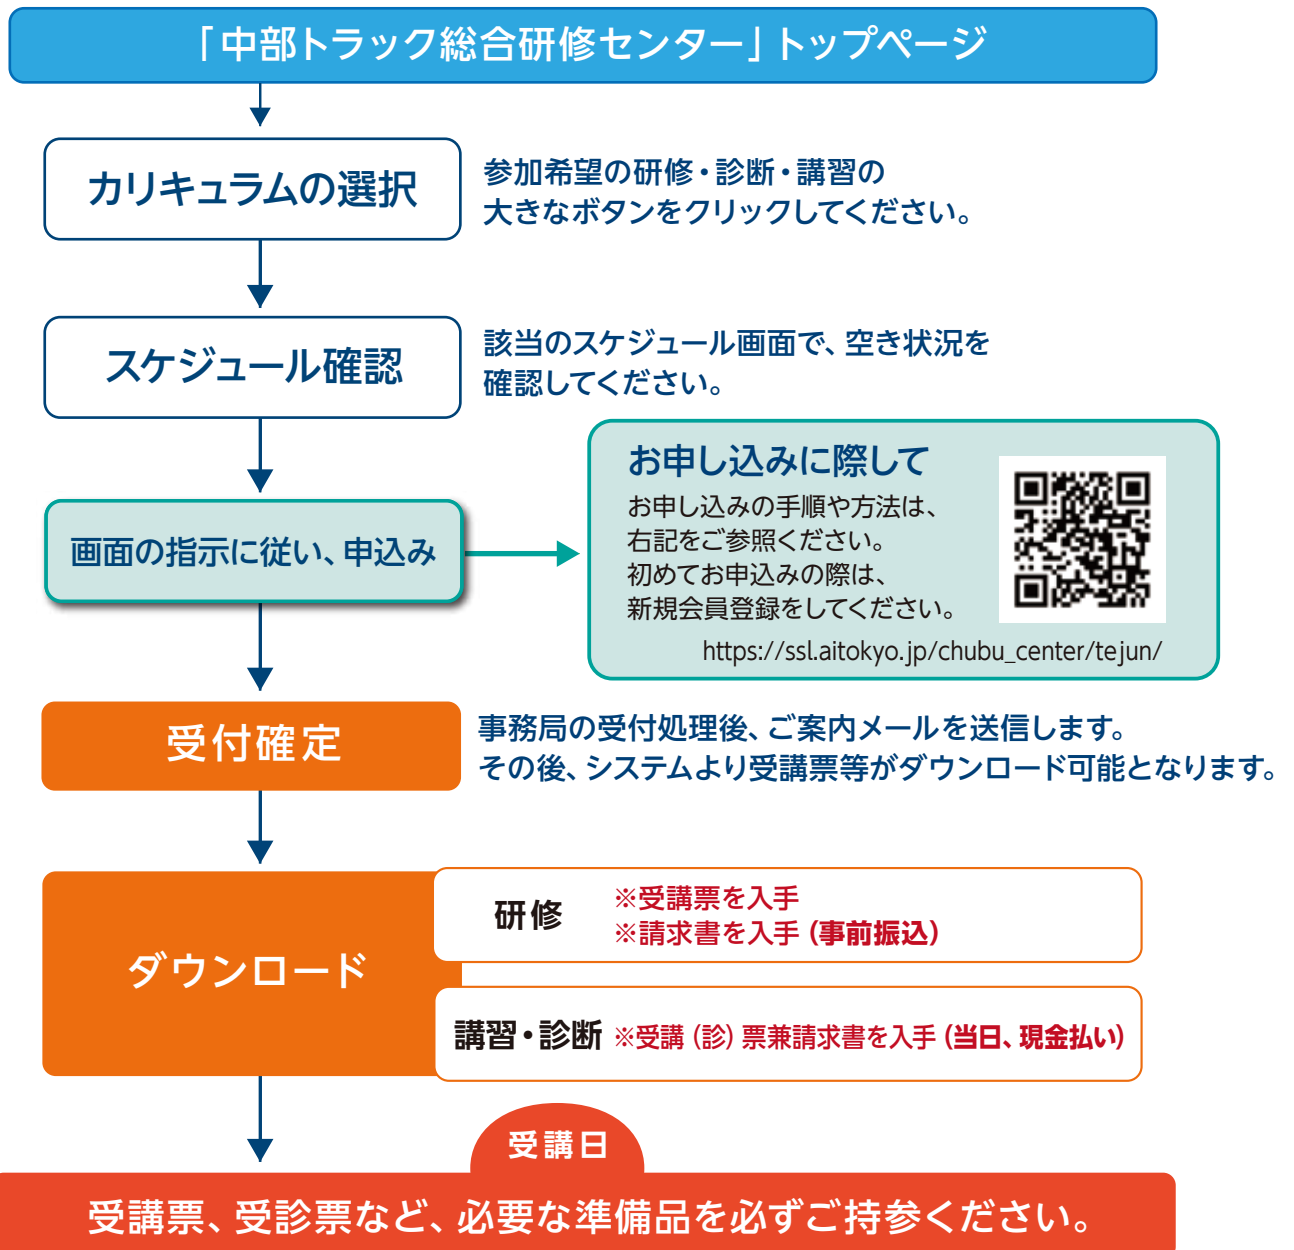 「中部トラック総合研修センター」トップページ
カリキュラムの選択
参加希望の研修・診断・講習の
大きなボタンをクリックしてください。
スケジュール確認
該当のスケジュール画面で、空き状況を
確認してください。
画面の指示に従い、申込み
お申し込みに際して
お申し込みの手順や方法は、
右記をご参照ください。
初めてお申込みの際は、
新規会員登録をしてください。
https://ssl.aitokyo.jp/chubu_center/tejun/
受付確定
事務局の受付処理後、ご案内メールを送信します。
その後、システムより受講票等がダウンロード可能となります。
ダウンロード
研修
※受講票を入手
※請求書を入手（事前振込）
講習・診断 ※受講（診）票兼請求書を入手（当日、現金払い）
受講日
受講票、受診票など、必要な準備品を必ずご持参ください。